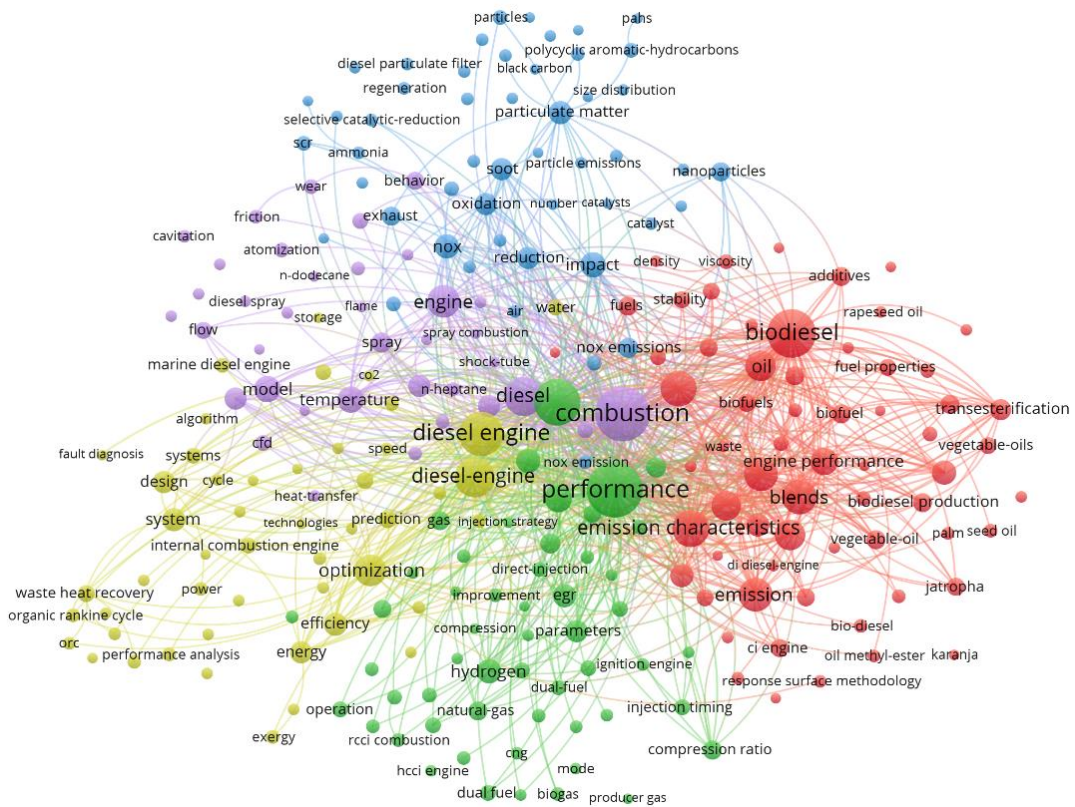 particles
pahs
polycyclic aromatic-hydrocarbons
diesel particulate filter
black carbon
regeneration
size distribution
particulate matter
selective catalytic-reduction
scr
ammonia
soot
particle emissions
nanoparticles
wear
behavior
oxidation
number
catalysts
friction
exhaust
catalyst
cavitation
atomization
nox
reduction
impact
density
viscosity
n-dodecane
additives
diesel spray
engine
flame
air
water
fuels
stability
rapeseed oil
storage
flow
spray
spray combustion
biodiesel
nox emissions
marine diesel engine
shock-tube
oil
fuel properties
co2
model
n-heptane
temperature
diesel
combustion
biofuels
biofuel
transesterification
algorithm
diesel engine
cfd
speed
waste
vegetable-oils
fault diagnosis
systems
nox emission
engine performance
design
cycle
diesel-engine
heat-transfer
performance
blends
biodiesel production
system
technologies
prediction
gas
injection strategy
emission characteristics
palm
seed oil
vegetable-oil
internal combustion engine
optimization
direct-injection
di diesel-engine
waste heat recovery
power
improvement
egr
emission
jatropha
organic rankine cycle
efficiency
compression
parameters
bio-diesel
orc
performance analysis
energy
ci engine
oil methyl-ester
karanja
hydrogen
ignition engine
dual-fuel
response surface methodology
operation
natural-gas
injection timing
exergy
rcci combustion
compression ratio
cng
hcci engine
mode
dual fuel
biogas
producer gas